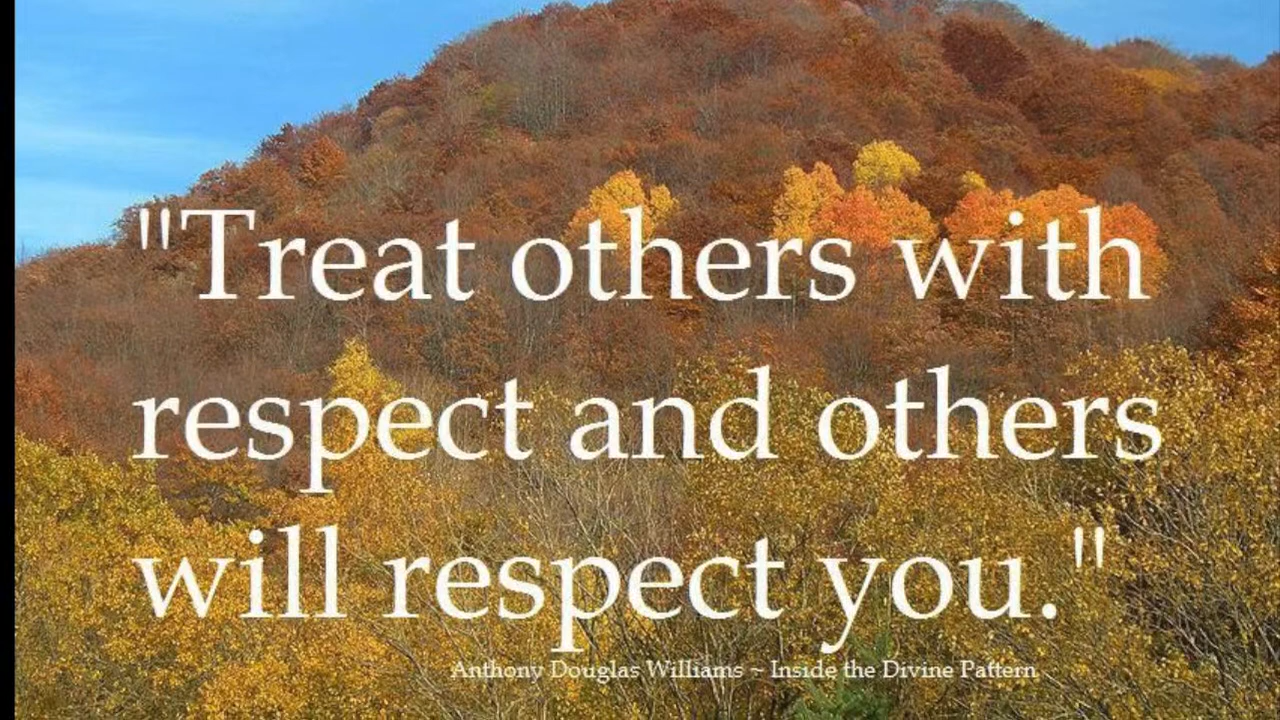 "Treat others with
respect and others
will respect you."
Anthony Douglas Williams ~ Inside the Divine Pattern